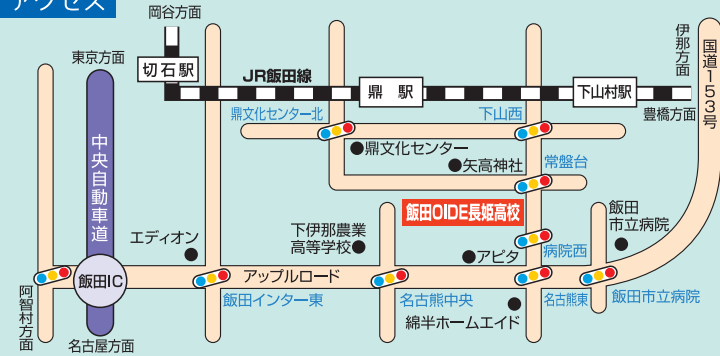 アクセス
岡谷方面
東京方面
切石駅
JR飯田線
鼎 駅
下山村駅
伊那方面
国道153号
豊橋方面
鼎文化センター北
下山西
鼎文化センター
矢高神社
常盤台
中央自動車道
飯田OIDE長姫高校
飯田
市立病院
エディオン
下伊那農業
高等学校
アピタ
病院西
飯田IC
アップルロード
阿智村方面
飯田インター東
名古熊中央
名古熊東
飯田市立病院
綿半ホームエイド
名古屋方面